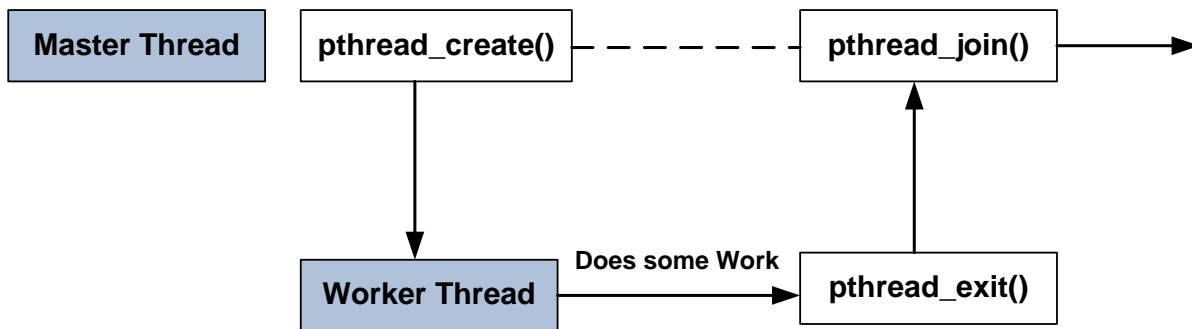 Master Thread
pthread_create()
pthread_join()
Does some Work
Worker Thread
pthread_exit()